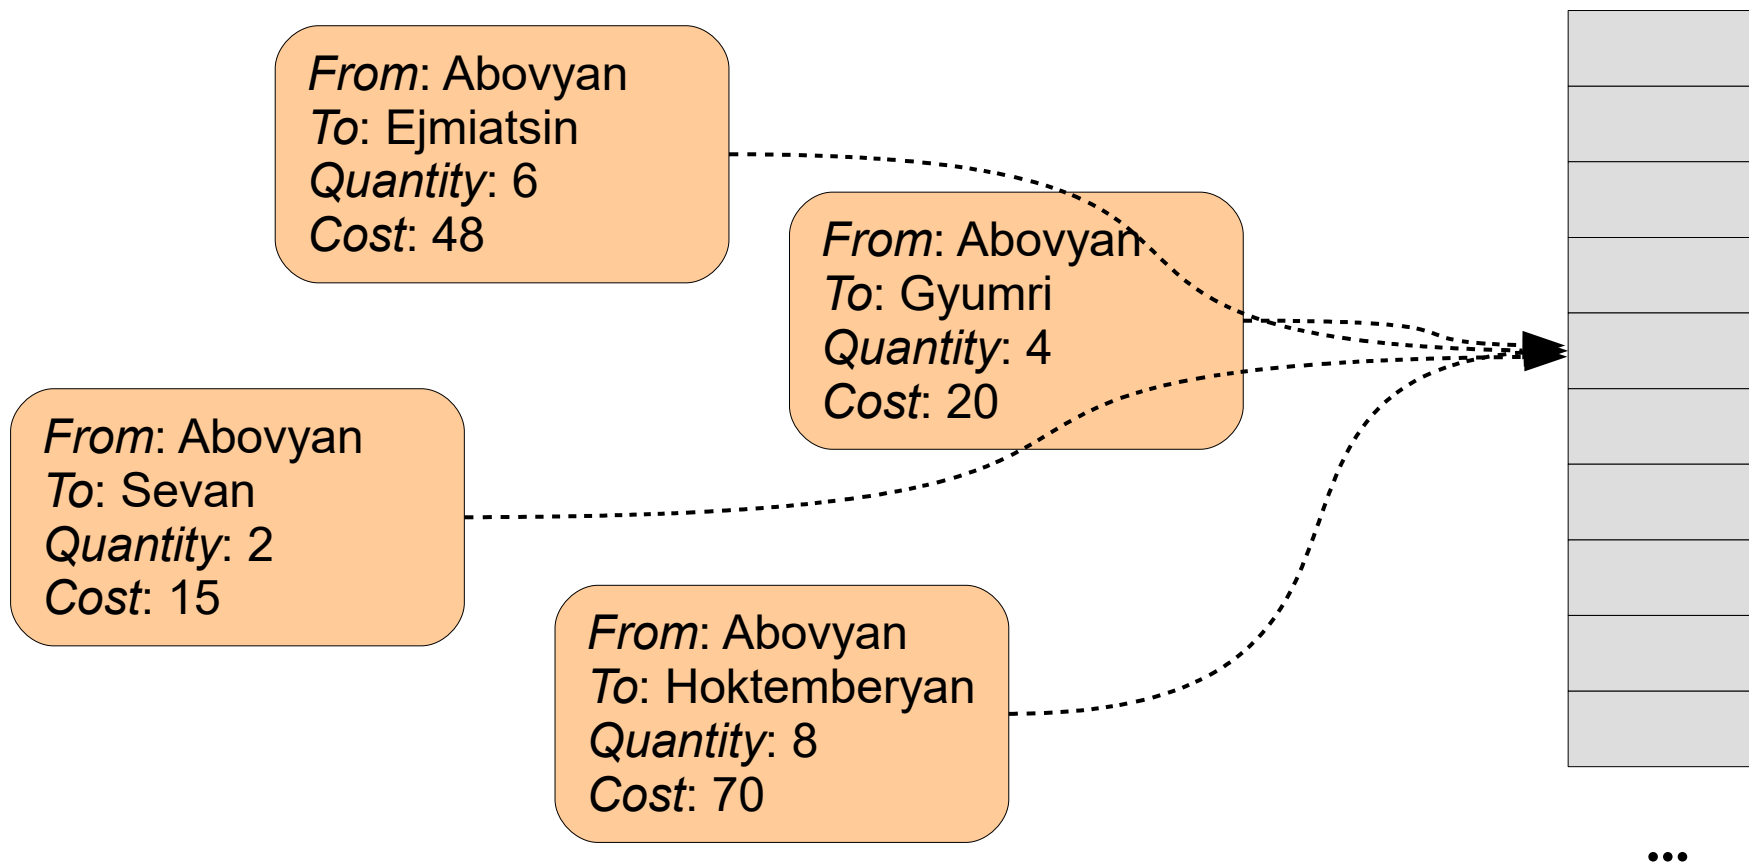 From: Abovyan
To: Ejmiatsin
Quantity: 6
Cost: 48
From: Abovyan
To: Gyumri
Quantity: 4
Cost: 20
From: Abovyan
To: Sevan
Quantity: 2
Cost: 15
From: Abovyan
To: Hoktemberyan
Quantity: 8
Cost: 70
...